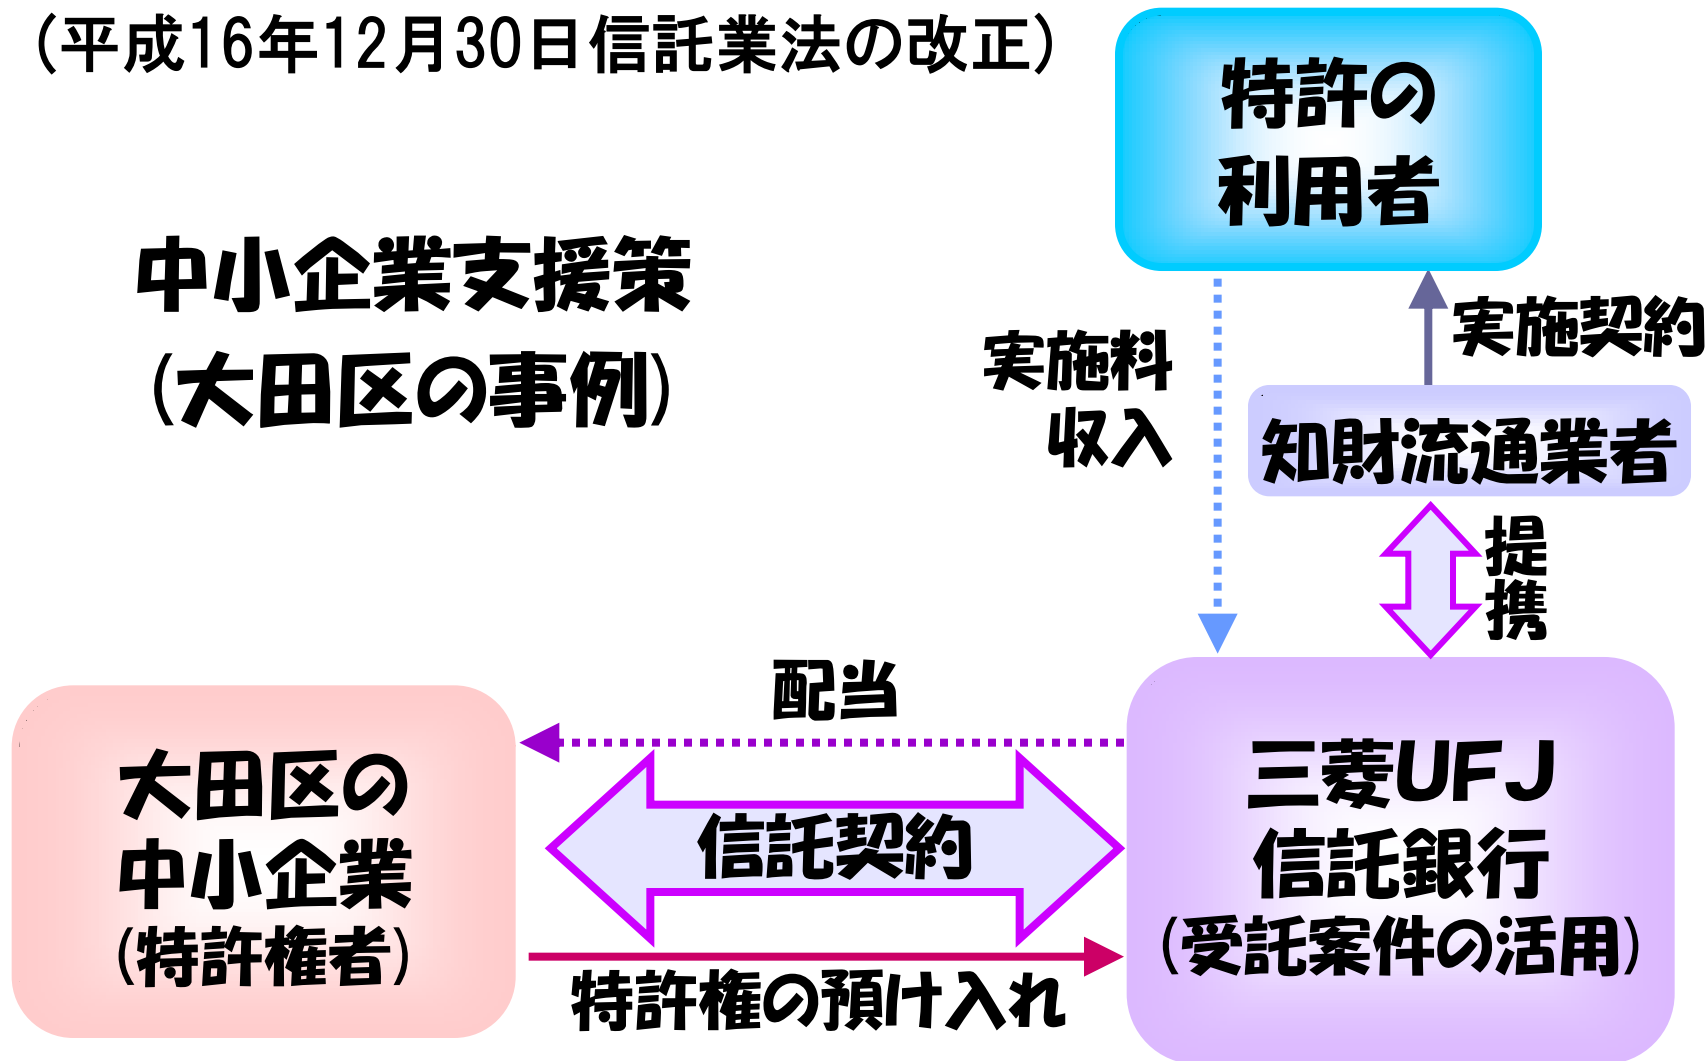 (平成16年12月30日信託業法の改正)
特許の
利用者
中小企業支援策
(大田区の事例)
実施料
収入
実施契約
知財流通業者
提
携
配当
信託契約
特許権の預け入れ
大田区の
中小企業
(特許権者)
三菱UFJ
信託銀行
(受託案件の活用)